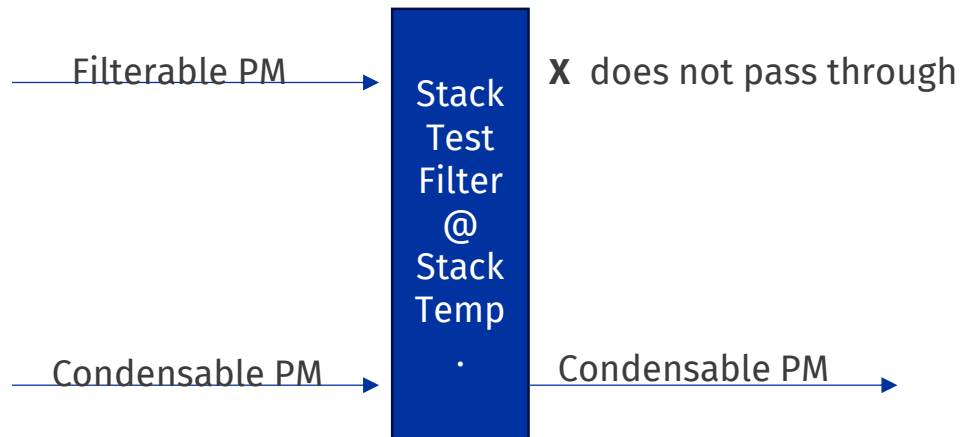 Filterable PM
X does not pass through
Stack
Test
Filter
@
Stack
Temp
.
Condensable PM
Condensable PM